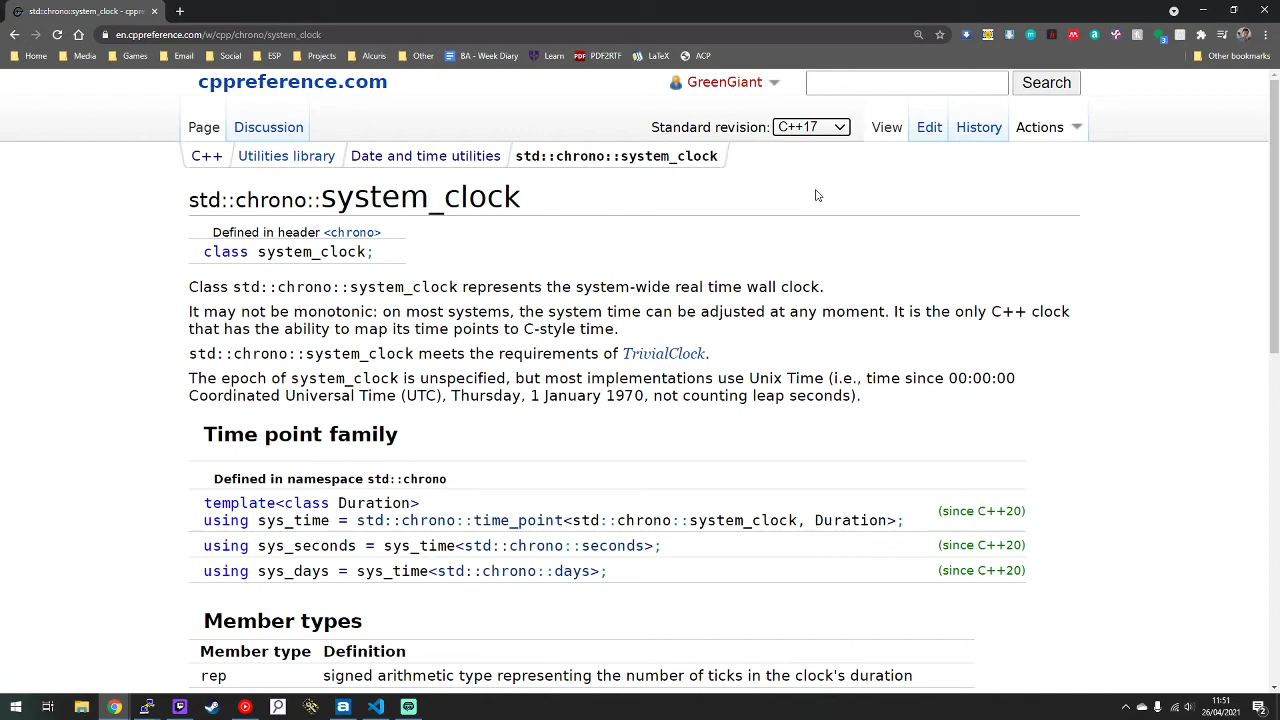 std::chrono::system_clock - cppre
en.cppreference.com/w/cpp/chrono/system_clock
Home Media Games Email Social ESP Projects Alcuris Other BA - Week Diary Learn PDF2RTF LaTeX ACP Other bookmarks
cppreference.com GreenGiant Search
Page Discussion Standard revision: C++17 View Edit History Actions
C++ Utilities library Date and time utilities std::chrono::system_clock
std::chrono::system_clock
Defined in header <chrono>
class system_clock;
Class std::chrono::system_clock represents the system-wide real time wall clock.
It may not be monotonic: on most systems, the system time can be adjusted at any moment. It is the only C++ clock
that has the ability to map its time points to C-style time.
std::chrono::system_clock meets the requirements of TrivialClock.
The epoch of system_clock is unspecified, but most implementations use Unix Time (i.e., time since 00:00:00
Coordinated Universal Time (UTC), Thursday, 1 January 1970, not counting leap seconds).
Time point family
Defined in namespace std::chrono
template<class Duration>
using sys_time = std::chrono::time_point<std::chrono::system_clock, Duration>; (since C++20)
using sys_seconds = sys_time<std::chrono::seconds>; (since C++20)
using sys_days = sys_time<std::chrono::days>; (since C++20)
Member types
Member type Definition
rep signed arithmetic type representing the number of ticks in the clock's duration
11:51
26/04/2021